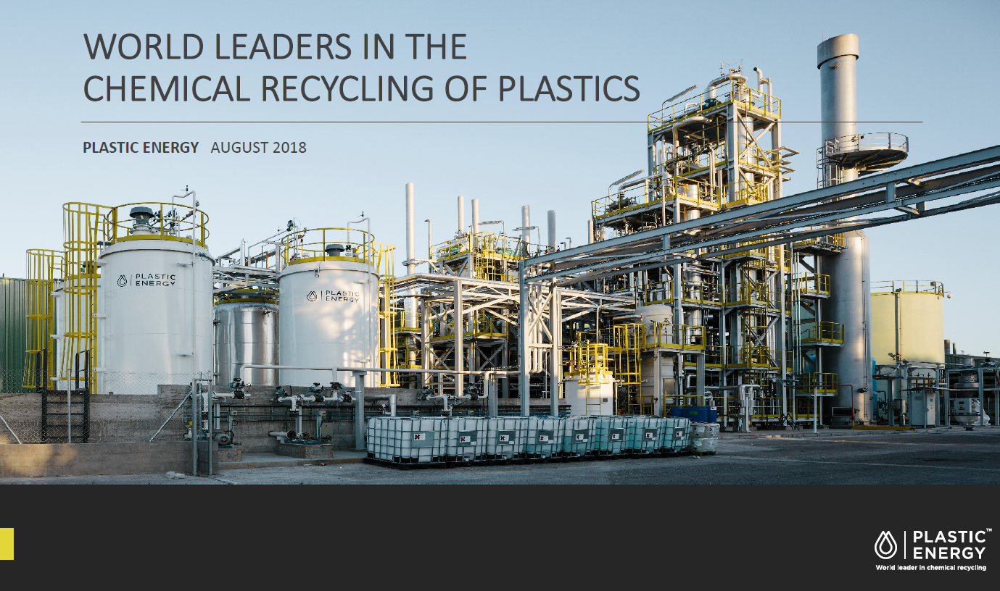 WORLD LEADERS IN THE
CHEMICAL RECYCLING OF PLASTICS
PLASTIC ENERGY AUGUST 2018
PLASTIC
ENERGY
PLASTIC
ENERGY
PLASTIC™
ENERGY
World leader in chemical recycling